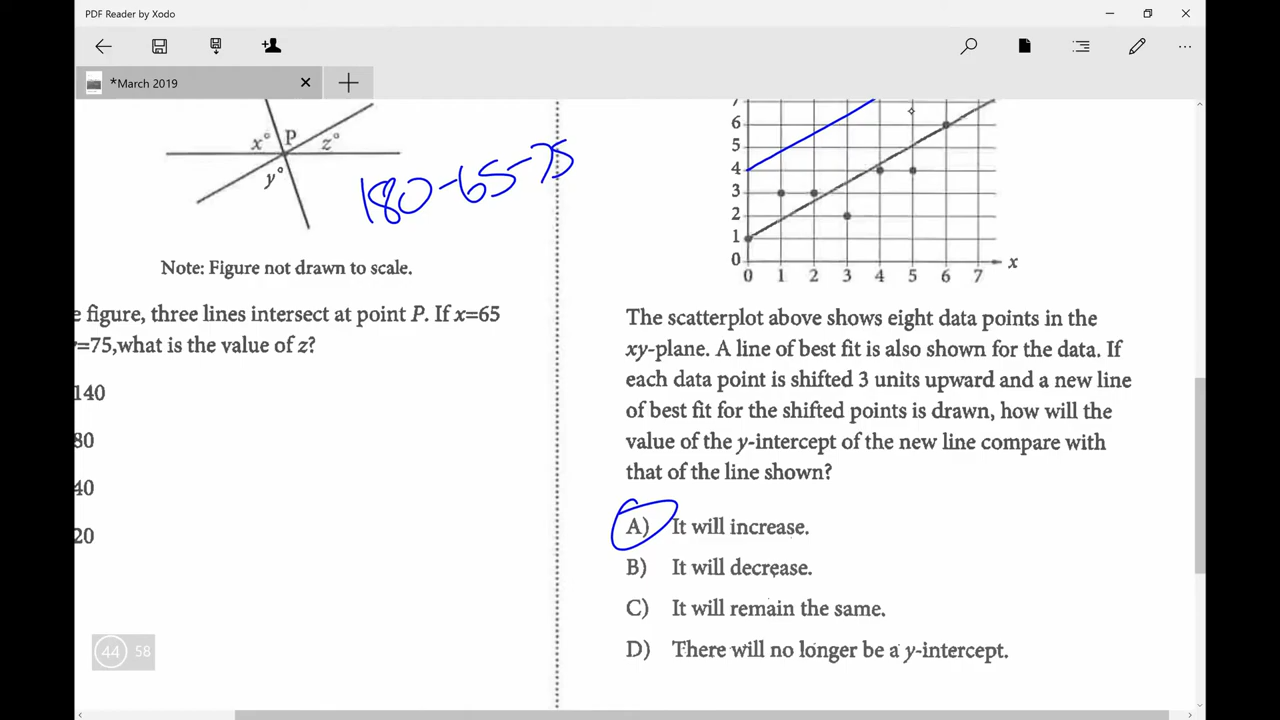 PDF Reader by Xodo
*March 2019
x°
P
z°
y°
180-65-75
Note: Figure not drawn to scale.
e figure, three lines intersect at point P. If x=65
=75,what is the value of z?
140
80
40
20
44 58
7
6
5
4
3
2
1
0
0 1 2 3 4 5 6 7
x
The scatterplot above shows eight data points in the
xy-plane. A line of best fit is also shown for the data. If
each data point is shifted 3 units upward and a new line
of best fit for the shifted points is drawn, how will the
value of the y-intercept of the new line compare with
that of the line shown?
A) It will increase.
B) It will decrease.
C) It will remain the same.
D) There will no longer be a y-intercept.